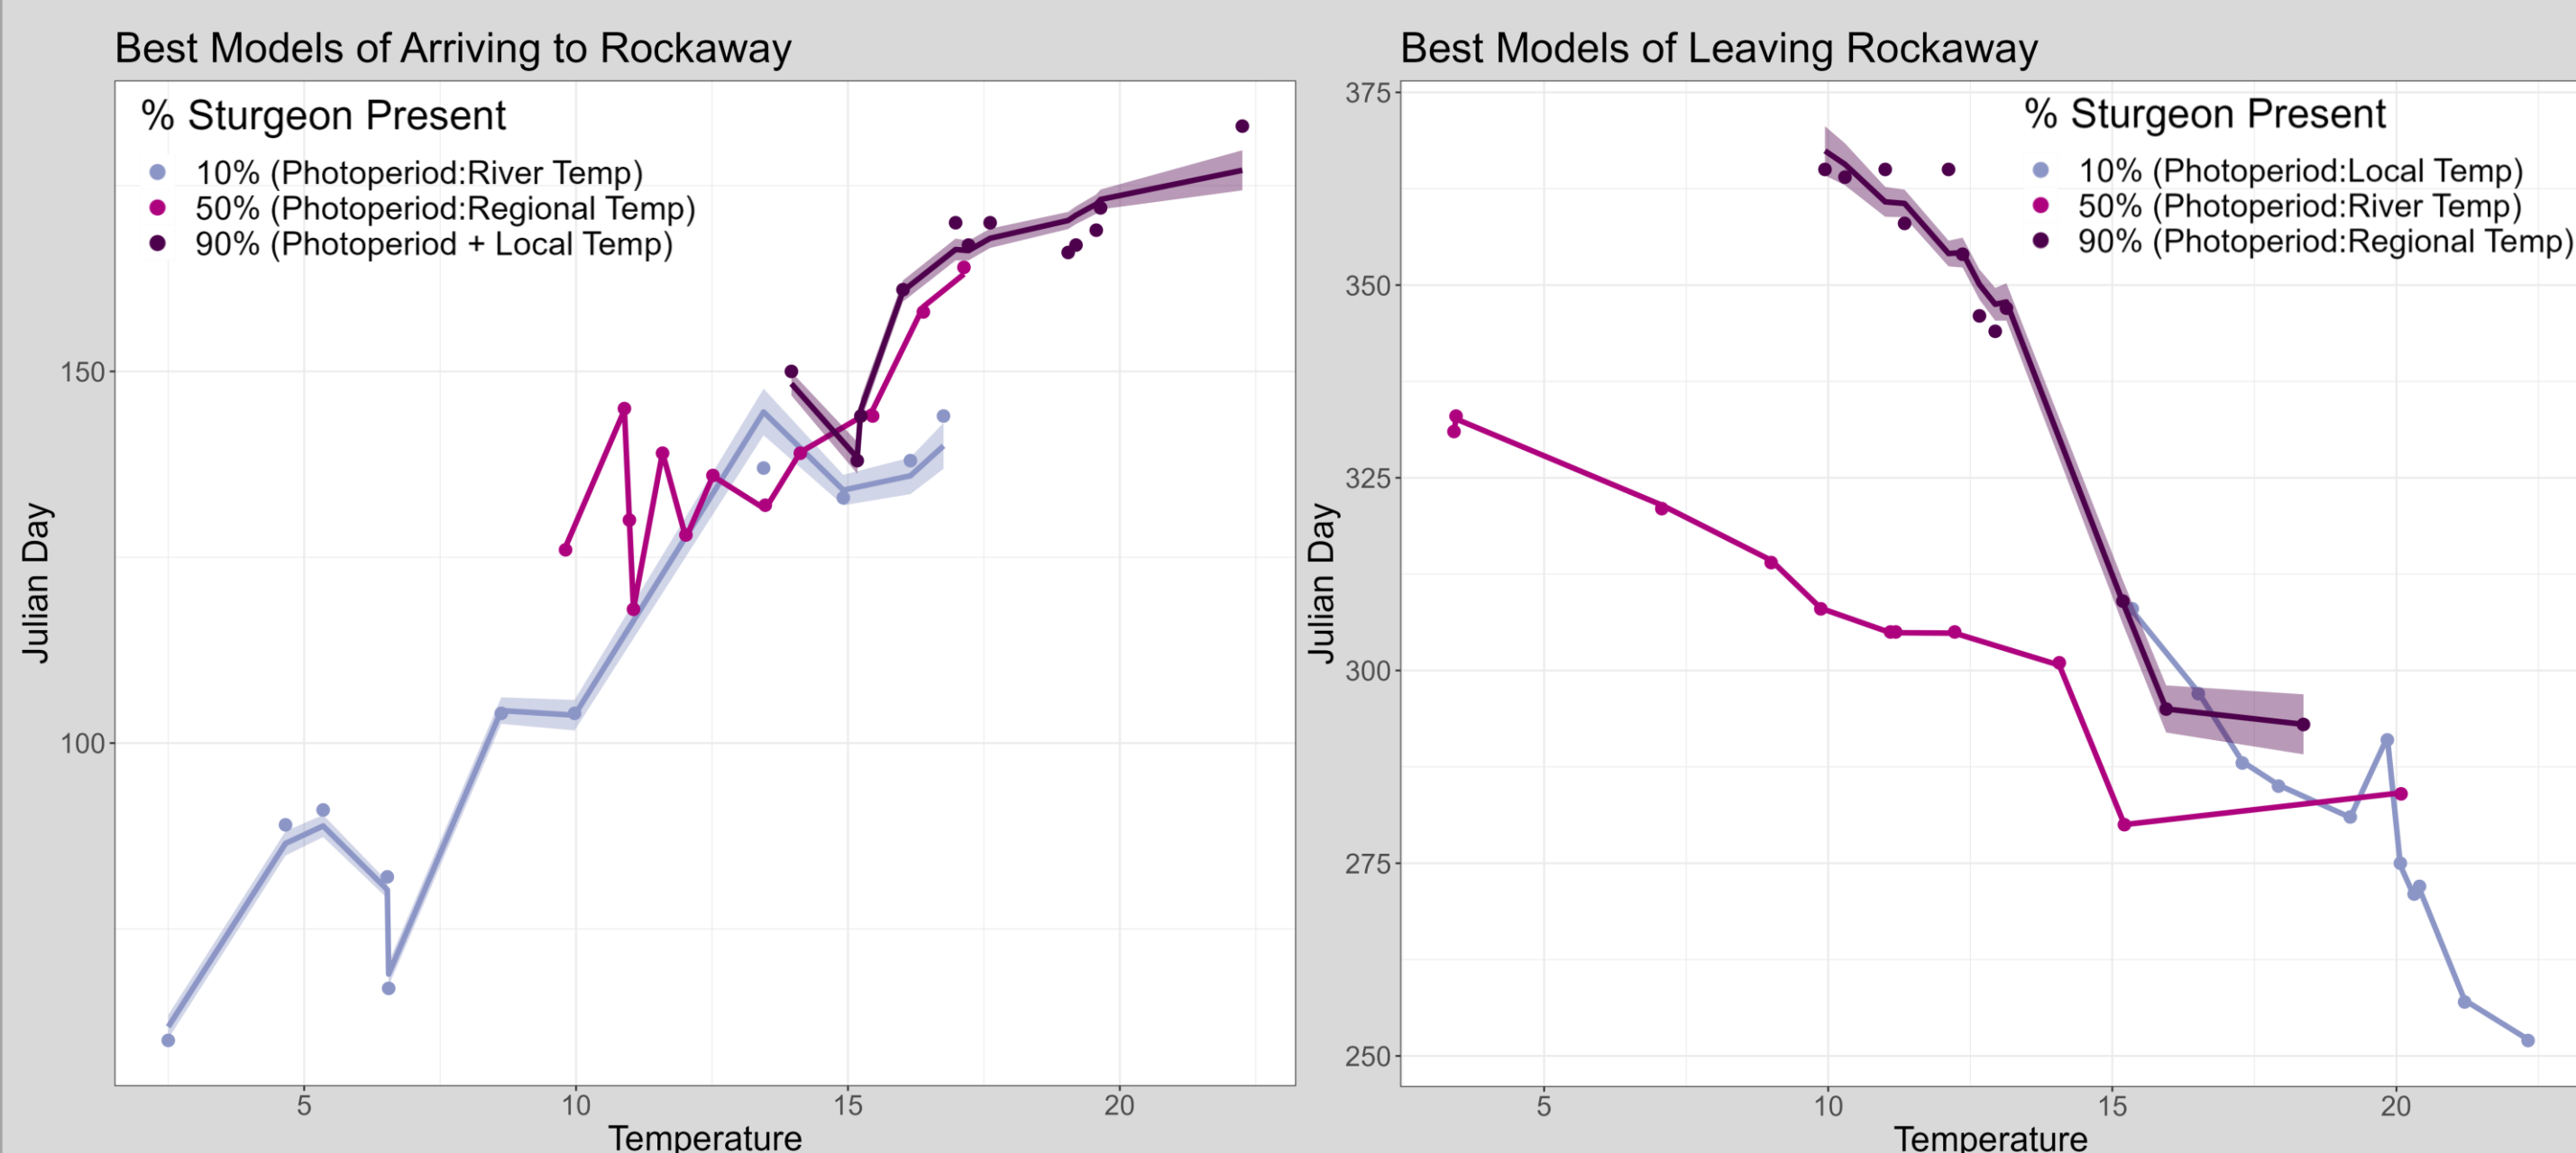 Best Models of Arriving to Rockaway
% Sturgeon Present
10% (Photoperiod:River Temp)
50% (Photoperiod:Regional Temp)
90% (Photoperiod + Local Temp)
150
100
Julian Day
5 10 15 20
Temperature
Best Models of Leaving Rockaway
% Sturgeon Present
10% (Photoperiod:Local Temp)
50% (Photoperiod:River Temp)
90% (Photoperiod:Regional Temp)
375
350
325
300
275
250
Julian Day
5 10 15 20
Temperature